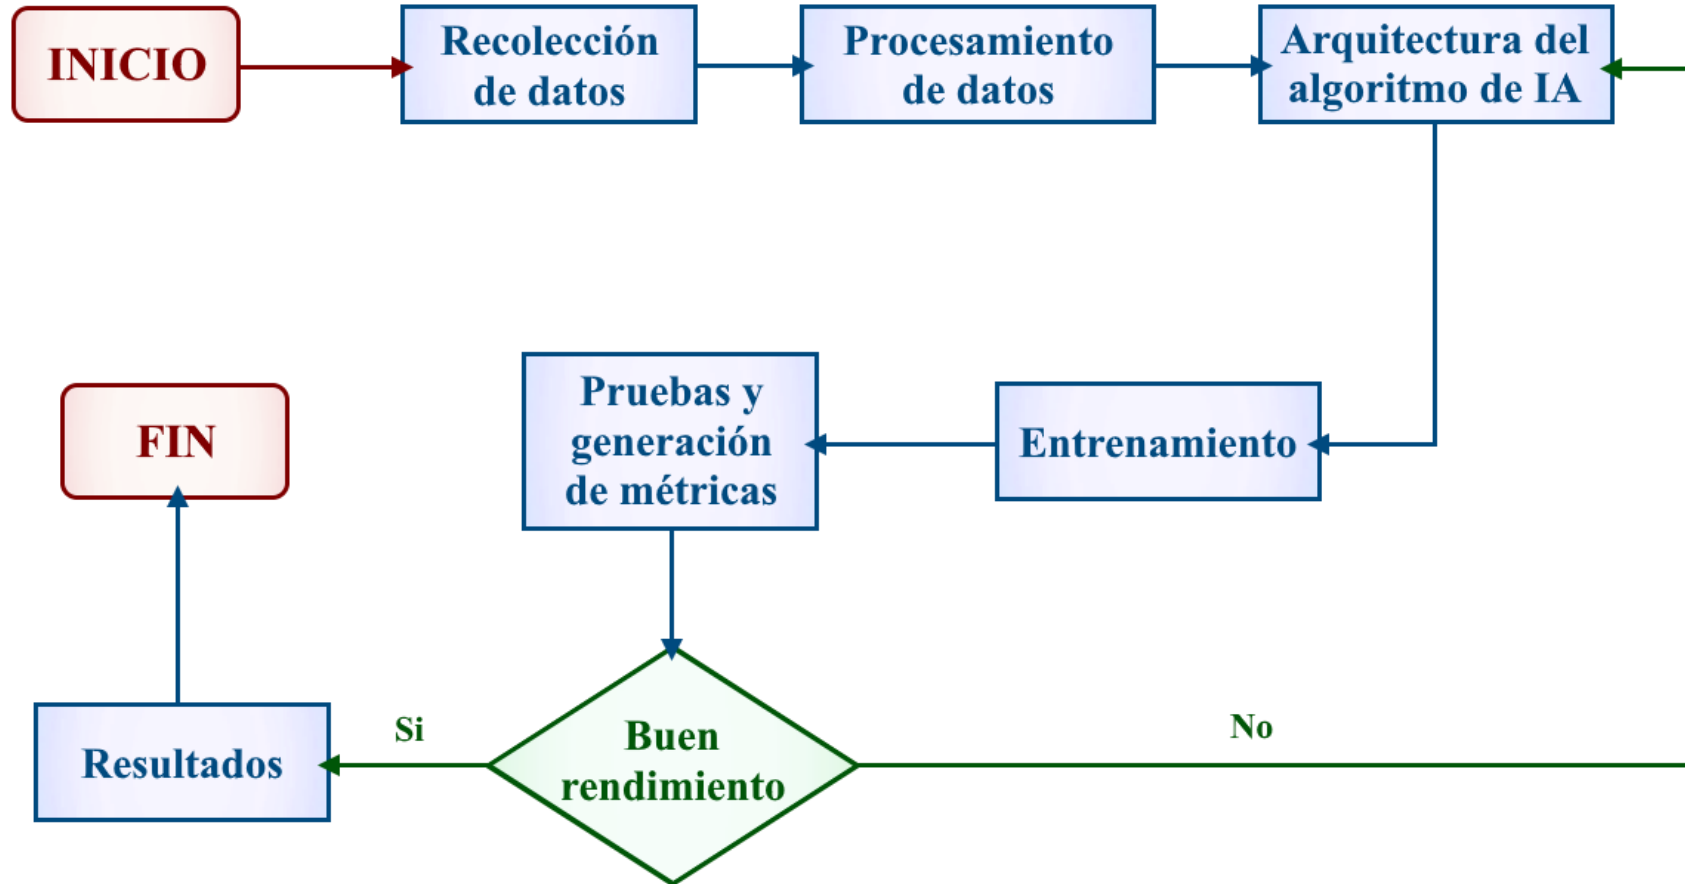 INICIO
Recolección
de datos
Procesamiento
de datos
Arquitectura del
algoritmo de IA
Entrenamiento
Pruebas y
generación
de métricas
Buen
rendimiento
Si
No
Resultados
FIN